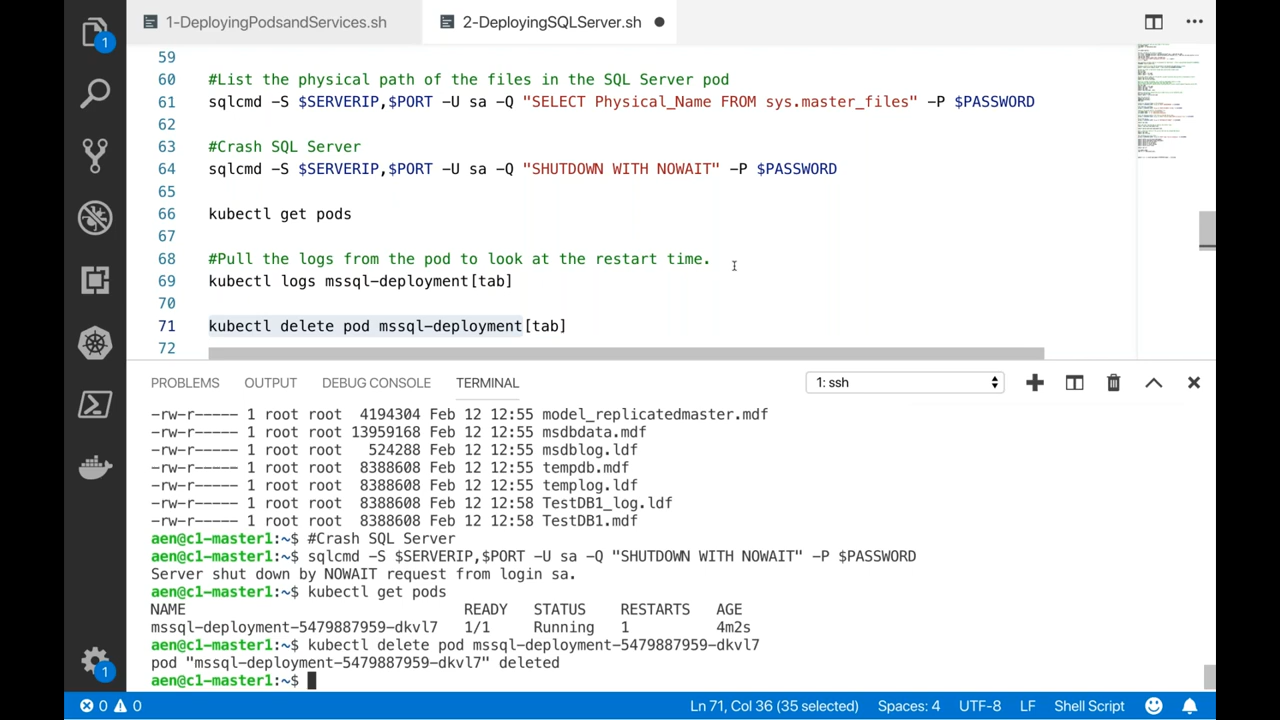 1-DeployingPodsandServices.sh
2-DeployingSQLServer.sh
59
60 #List the physical path of the files in the SQL Server pod
61 sqlcmd -S $SERVERIP,$PORT -U sa -Q "SELECT Physical_Name FROM sys.master_files" -P $PASSWORD
62
63 #Crash SQL Server
64 sqlcmd -S $SERVERIP,$PORT -U sa -Q "SHUTDOWN WITH NOWAIT" -P $PASSWORD
65
66 kubectl get pods
67
68 #Pull the logs from the pod to look at the restart time.
69 kubectl logs mssql-deployment[tab]
70
71 kubectl delete pod mssql-deployment[tab]
72
1
PROBLEMS OUTPUT DEBUG CONSOLE TERMINAL 1: ssh
-rw-r----- 1 root root 4194304 Feb 12 12:55 model_replicatedmaster.mdf
-rw-r----- 1 root root 13959168 Feb 12 12:55 msdbdata.mdf
-rw-r----- 1 root root 524288 Feb 12 12:55 msdblog.ldf
-rw-r----- 1 root root 8388608 Feb 12 12:55 tempdb.mdf
-rw-r----- 1 root root 8388608 Feb 12 12:55 templog.ldf
-rw-r----- 1 root root 8388608 Feb 12 12:58 TestDB1_log.ldf
-rw-r----- 1 root root 8388608 Feb 12 12:58 TestDB1.mdf
aen@c1-master1:~$ #Crash SQL Server
aen@c1-master1:~$ sqlcmd -S $SERVERIP,$PORT -U sa -Q "SHUTDOWN WITH NOWAIT" -P $PASSWORD
Server shut down by NOWAIT request from login sa.
aen@c1-master1:~$ kubectl get pods
NAME READY STATUS RESTARTS AGE
mssql-deployment-5479887959-dkvl7 1/1 Running 1 4m2s
aen@c1-master1:~$ kubectl delete pod mssql-deployment-5479887959-dkvl7
pod "mssql-deployment-5479887959-dkvl7" deleted
aen@c1-master1:~$
1
0 0 Ln 71, Col 36 (35 selected) Spaces: 4 UTF-8 LF Shell Script